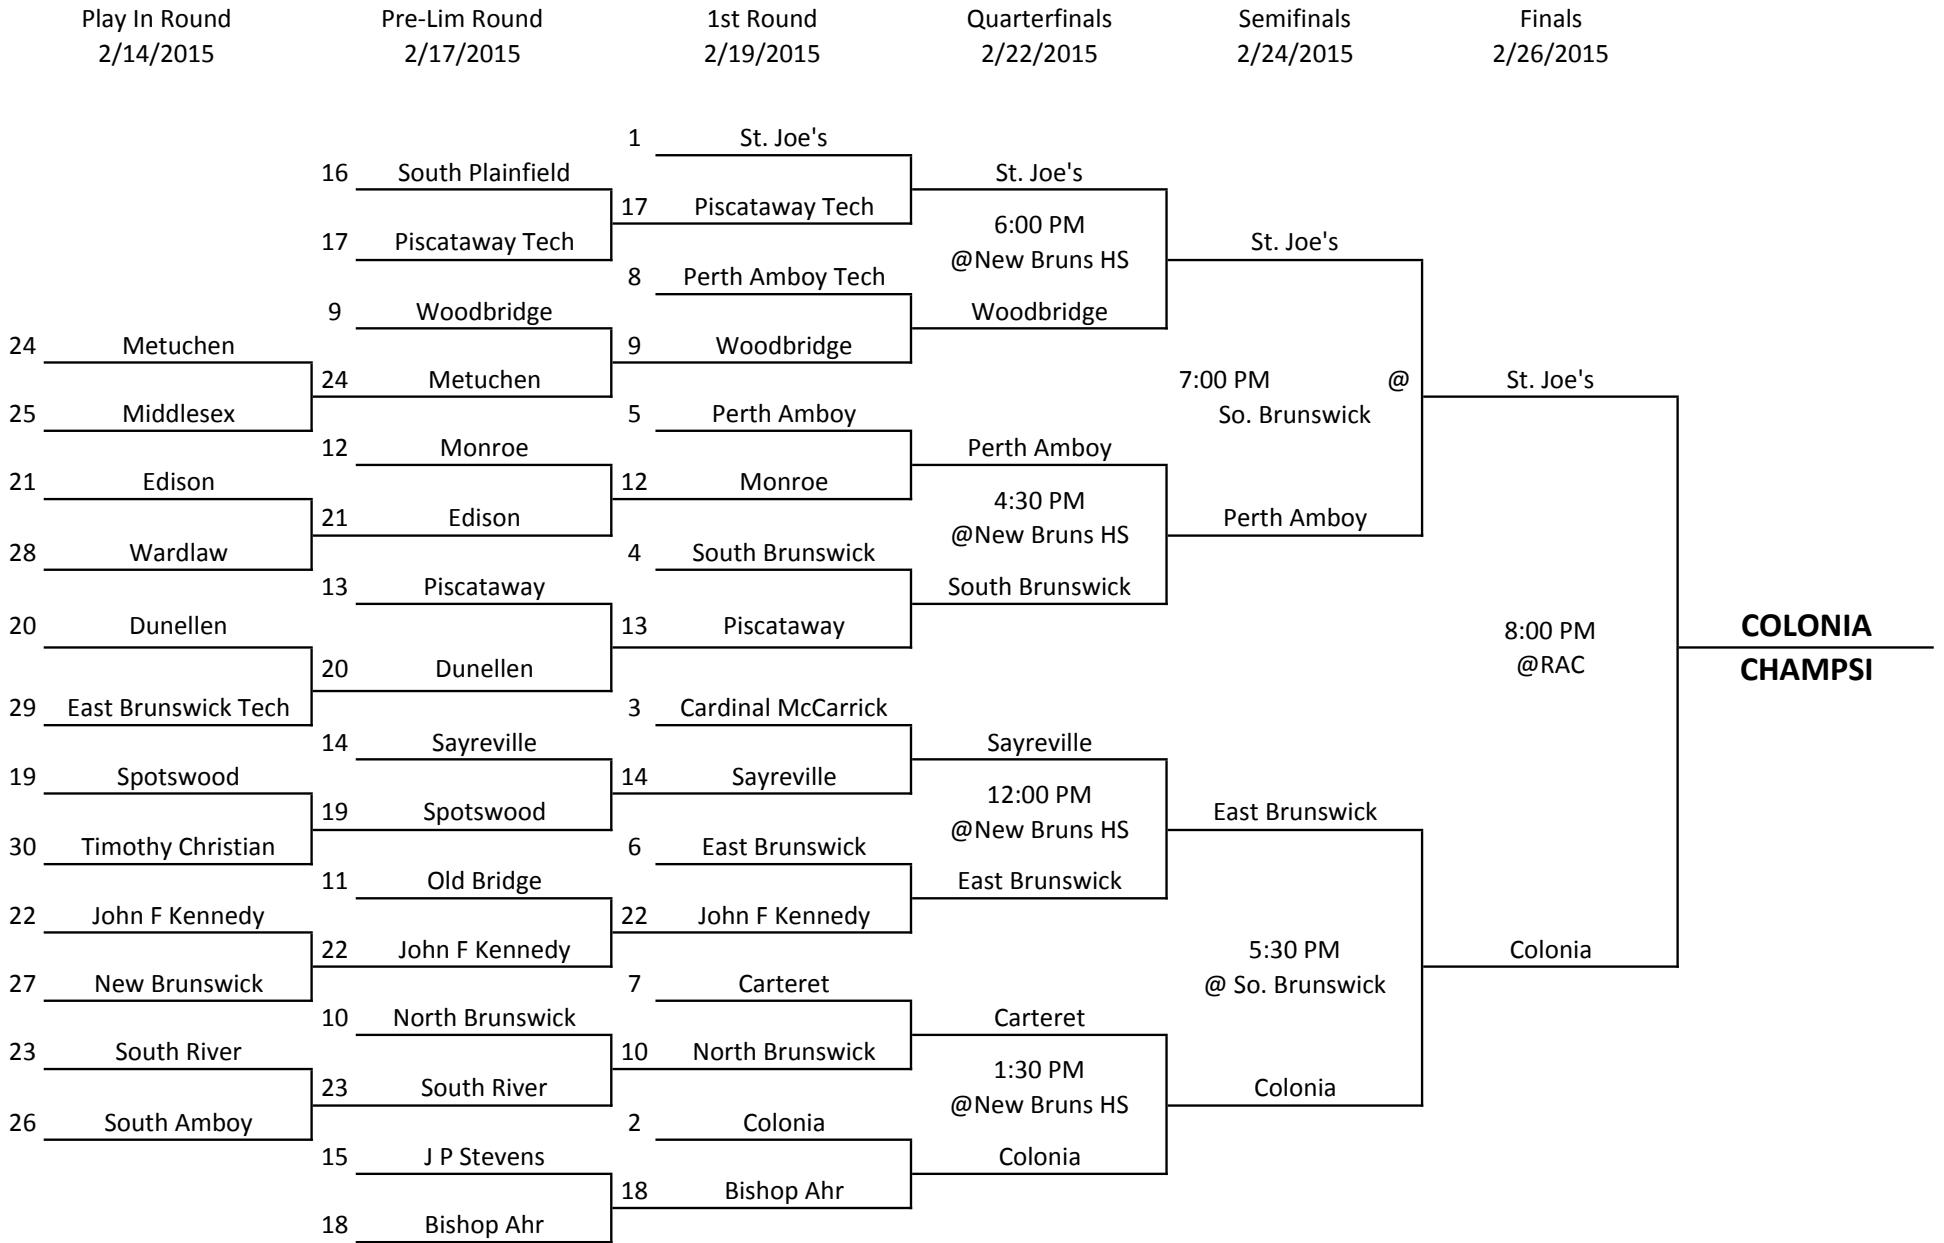 Play In Round
2/14/2015
Pre-Lim Round
2/17/2015
1st Round
2/19/2015
Quarterfinals
2/22/2015
Semifinals
2/24/2015
Finals
2/26/2015
24 Metuchen
25 Middlesex
21 Edison
28 Wardlaw
20 Dunellen
29 East Brunswick Tech
19 Spotswood
30 Timothy Christian
22 John F Kennedy
27 New Brunswick
23 South River
26 South Amboy
16 South Plainfield
17 Piscataway Tech
9 Woodbridge
24 Metuchen
12 Monroe
21 Edison
13 Piscataway
20 Dunellen
14 Sayreville
19 Spotswood
11 Old Bridge
22 John F Kennedy
10 North Brunswick
23 South River
15 J P Stevens
18 Bishop Ahr
1 St. Joe's
17 Piscataway Tech
8 Perth Amboy Tech
9 Woodbridge
5 Perth Amboy
12 Monroe
4 South Brunswick
13 Piscataway
3 Cardinal McCarrick
14 Sayreville
6 East Brunswick
22 John F Kennedy
7 Carteret
10 North Brunswick
2 Colonia
18 Bishop Ahr
St. Joe's
6:00 PM
@New Bruns HS
Woodbridge
Perth Amboy
4:30 PM
@New Bruns HS
South Brunswick
Sayreville
12:00 PM
@New Bruns HS
East Brunswick
Carteret
1:30 PM
@New Bruns HS
Colonia
St. Joe's
7:00 PM @
So. Brunswick
Perth Amboy
East Brunswick
5:30 PM
@ So. Brunswick
Colonia
St. Joe's
8:00 PM
@RAC
Colonia
COLONIA
CHAMPSI